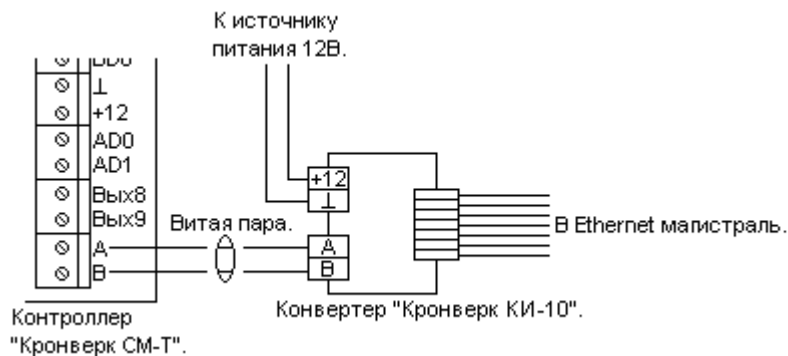 К источнику
питания 12В.
⊥
+12
AD0
AD1
Вых8
Вых9
A
B
Витая пара.
+12
⊥
A
B
В Ethernet магистраль.
Конвертер "Кронверк КИ-10".
Контроллер
"Кронверк СМ-Т".